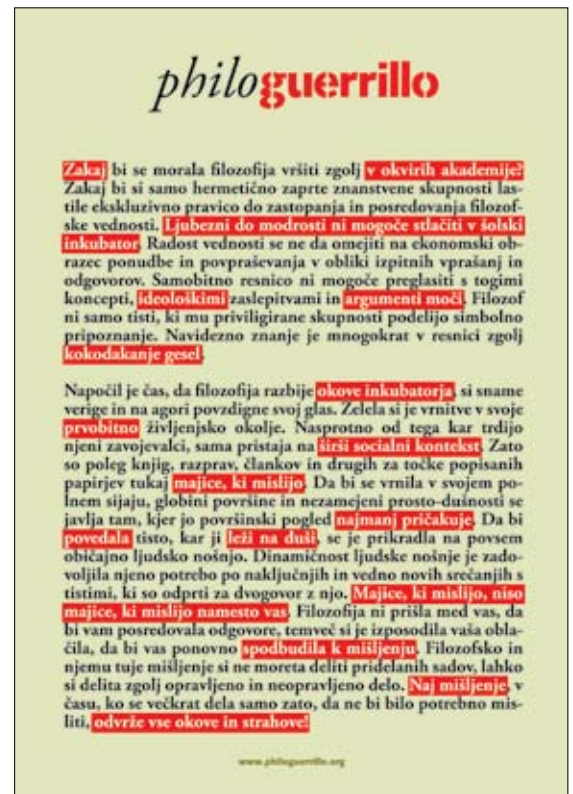 philoguerrillo
Zakaj bi se morala filozofija vršiti zgolj v okvirih akademije?
Zakaj bi si samo hermetično zaprte znanstvene skupnosti las-
tile ekskluzivno pravico do zastopanja in posredovanja filozof-
ske vednosti. Ljubezni do modrosti ni mogoče stlačiti v šolski
inkubator. Radost vednosti se ne da omejiti na ekonomski ob-
razec ponudbe in povpraševanja v obliki izpitnih vprašanj in
odgovorov. Samobitno resnico ni mogoče preglasiti s togimi
koncepti, ideološkimi zaslepitvami in argumenti moči. Filozof
ni samo tisti, ki mu priviligirane skupnosti podelijo simbolno
pripoznanje. Navidezno znanje je mnogokrat v resnici zgolj
kokodakanje gesel.
Napočil je čas, da filozofija razbije okove inkubatorja, si sname
verige in na agori povzdigne svoj glas. Zelela si je vrnitve v svoje
prvobitno življenjsko okolje. Nasprotno od tega kar trdijo
njeni zavojevalci, sama pristaja na širši socialni kontekst. Zato
so poleg knjig, razprav, člankov in drugih za točke popisanih
papirjev tukaj majice, ki mislijo. Da bi se vrnila v svojem po-
lnem sijaju, globini površine in nezamejeni prosto-dušnosti se
javlja tam, kjer jo površinski pogled najmanj pričakuje. Da bi
povedala tisto, kar ji leži na duši, se je prikradla na povsem
običajno ljudsko nošnjo. Dinamičnost ljudske nošnje je zado-
voljila njeno potrebo po naključnjih in vedno novih srečanjih s
tistimi, ki so odprti za dvogovor z njo. Majice, ki mislijo, niso
majice, ki mislijo namesto vas. Filozofija ni prišla med vas, da
bi vam posredovala odgovore, temveč si je izposodila vaša obla-
čila, da bi vas ponovno spodbudila k mišljenju. Filozofsko in
njemu tuje mišljenje si ne moreta deliti pridelanih sadov, lahko
si delita zgolj opravljeno in neopravljeno delo. Naj mišljenje, v
času, ko se večkrat dela samo zato, da ne bi bilo potrebno mis-
liti, odvrže vse okove in strahove!
www.philoguerrillo.org